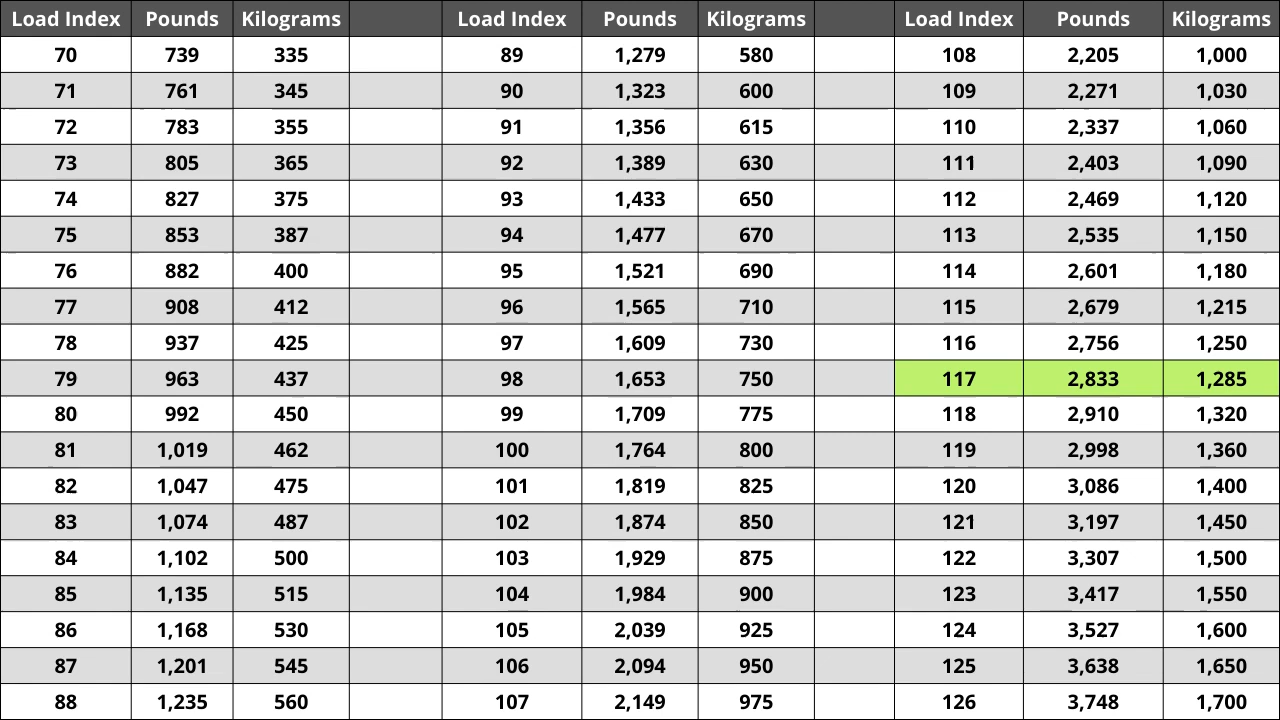 Load Index Pounds Kilograms Load Index Pounds Kilograms Load Index Pounds Kilograms
70 739 335 89 1,279 580 108 2,205 1,000
71 761 345 90 1,323 600 109 2,271 1,030
72 783 355 91 1,356 615 110 2,337 1,060
73 805 365 92 1,389 630 111 2,403 1,090
74 827 375 93 1,433 650 112 2,469 1,120
75 853 387 94 1,477 670 113 2,535 1,150
76 882 400 95 1,521 690 114 2,601 1,180
77 908 412 96 1,565 710 115 2,679 1,215
78 937 425 97 1,609 730 116 2,756 1,250
79 963 437 98 1,653 750 117 2,833 1,285
80 992 450 99 1,709 775 118 2,910 1,320
81 1,019 462 100 1,764 800 119 2,998 1,360
82 1,047 475 101 1,819 825 120 3,086 1,400
83 1,074 487 102 1,874 850 121 3,197 1,450
84 1,102 500 103 1,929 875 122 3,307 1,500
85 1,135 515 104 1,984 900 123 3,417 1,550
86 1,168 530 105 2,039 925 124 3,527 1,600
87 1,201 545 106 2,094 950 125 3,638 1,650
88 1,235 560 107 2,149 975 126 3,748 1,700